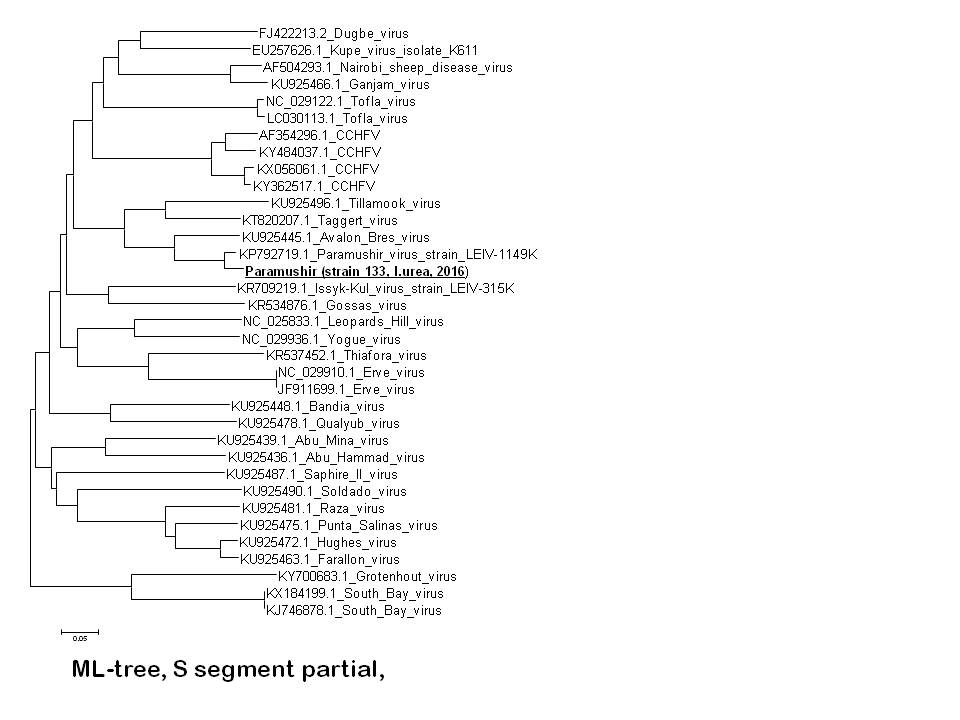 FJ422213.2_Dugbe_virus
EU257626.1_Kupe_virus_isolate_K611
AF504293.1_Nairobi_sheep_disease_virus
KU925466.1_Ganjam_virus
NC_029122.1_Tofla_virus
LC030113.1_Tofla_virus
AF354296.1_CCHFV
KY484037.1_CCHFV
KX056061.1_CCHFV
KY362517.1_CCHFV
KU925496.1_Tillamook_virus
KT820207.1_Taggert_virus
KU925445.1_Avalon_Bres_virus
KP792719.1_Paramushir_virus_strain_LEIV-1149K
Paramushir (strain 133, I.urea, 2016)
KR709219.1_Issyk-Kul_virus_strain_LEIV-315K
KR534876.1_Gossas_virus
NC_025833.1_Leopards_Hill_virus
NC_029936.1_Yogue_virus
KR537452.1_Thiafora_virus
NC_029910.1_Erve_virus
JF911699.1_Erve_virus
KU925448.1_Bandia_virus
KU925478.1_Qualyub_virus
KU925439.1_Abu_Mina_virus
KU925436.1_Abu_Hammad_virus
KU925487.1_Saphire_II_virus
KU925490.1_Soldado_virus
KU925481.1_Raza_virus
KU925475.1_Punta_Salinas_virus
KU925472.1_Hughes_virus
KU925463.1_Farallon_virus
KY700683.1_Grotenhout_virus
KX184199.1_South_Bay_virus
KJ746878.1_South_Bay_virus
0.05
ML-tree, S segment partial,